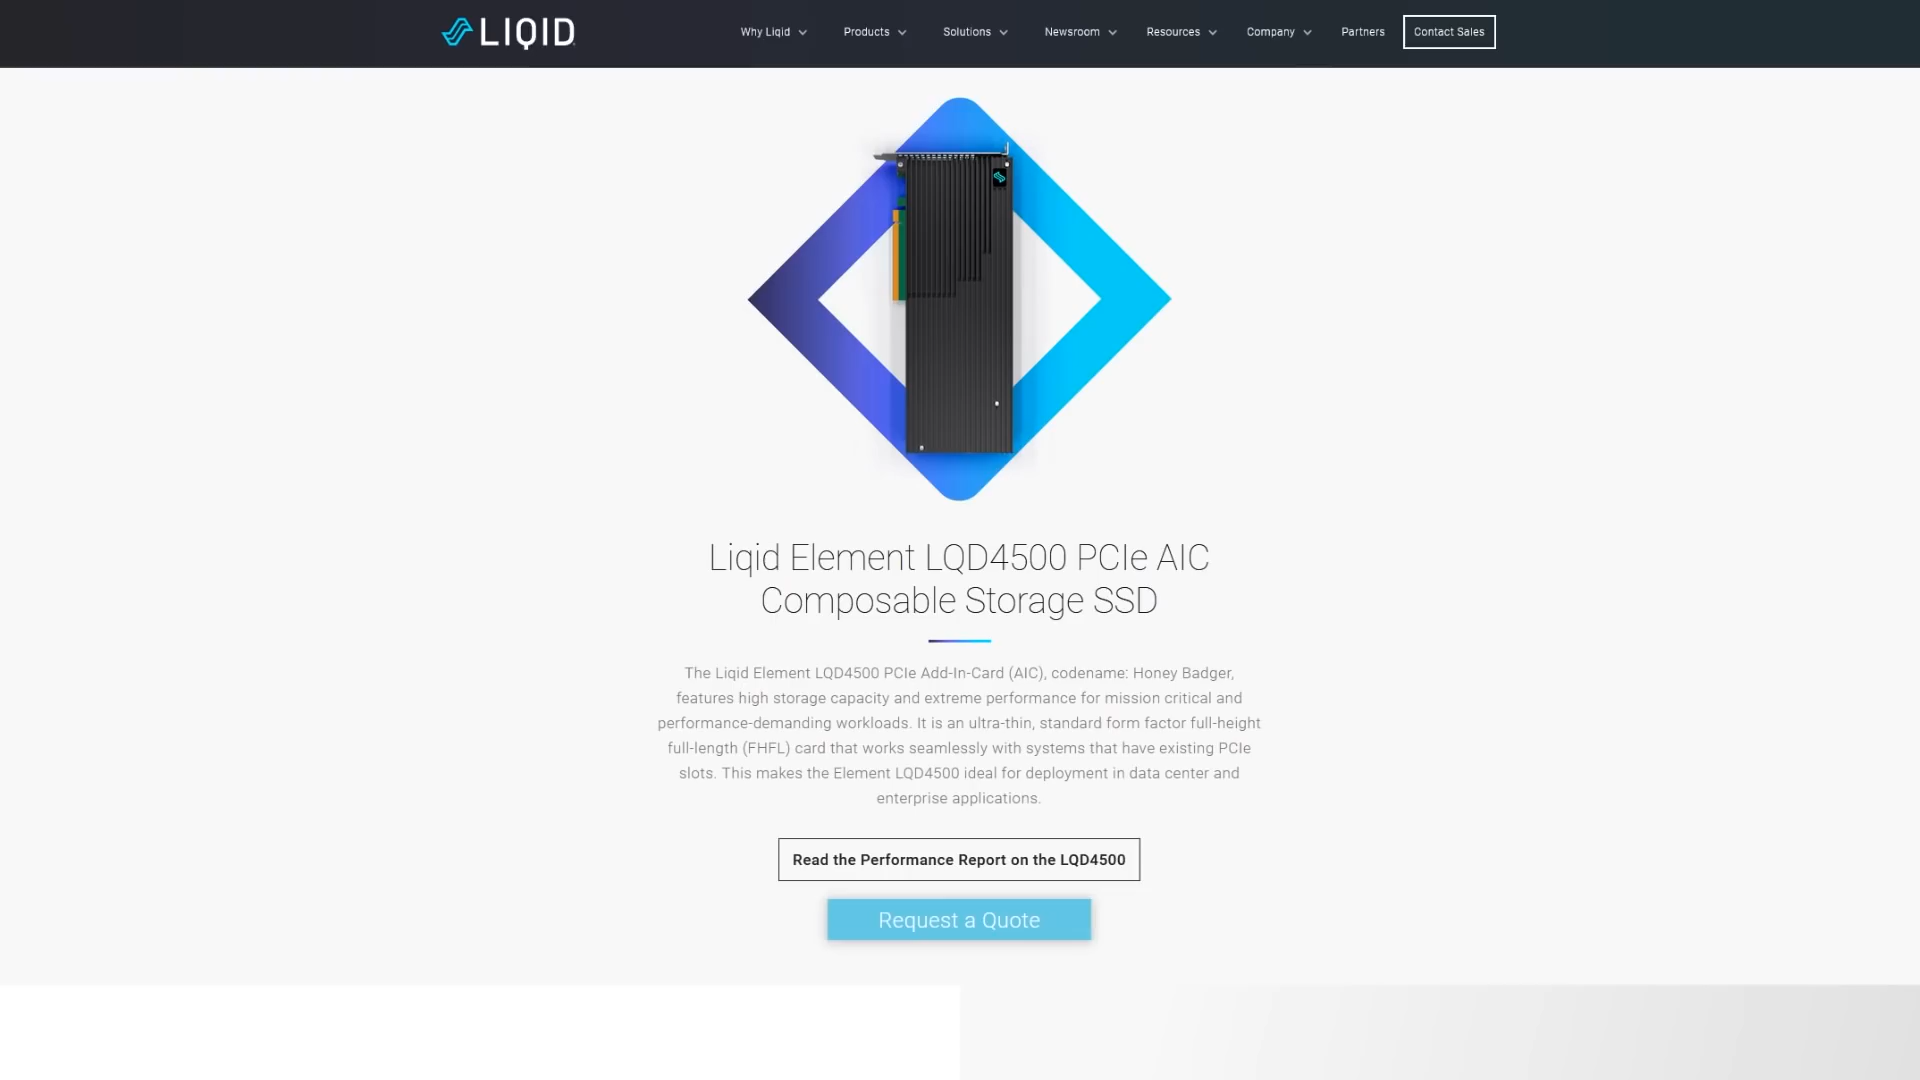 LIQID
Why Liqid
Products
Solutions
Newsroom
Resources
Company
Partners
Contact Sales
Liqid Element LQD4500 PCIe AIC
Composable Storage SSD
The Liqid Element LQD4500 PCIe Add-In-Card (AIC), codename: Honey Badger,
features high storage capacity and extreme performance for mission critical and
performance-demanding workloads. It is an ultra-thin, standard form factor full-height
full-length (FHFL) card that works seamlessly with systems that have existing PCIe
slots. This makes the Element LQD4500 ideal for deployment in data center and
enterprise applications.
Read the Performance Report on the LQD4500
Request a Quote